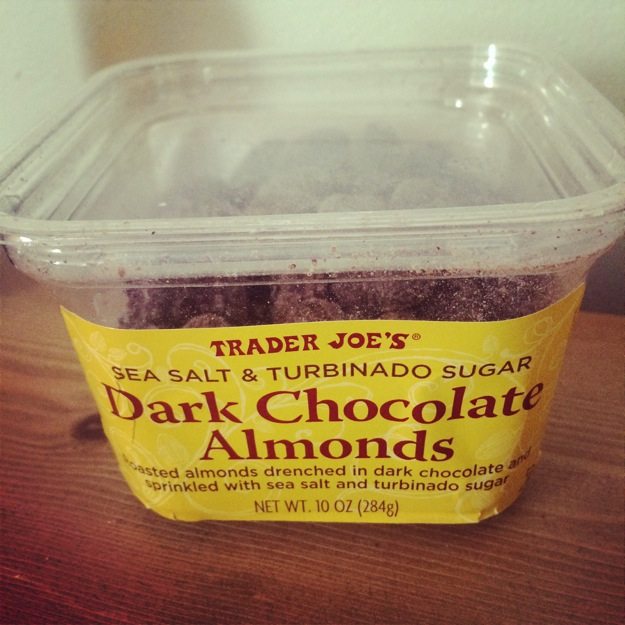 TRADER JOE'S®
SEA SALT & TURBINADO SUGAR
Dark Chocolate
Almonds
Roasted almonds drenched in dark chocolate and
sprinkled with sea salt and turbinado sugar
NET WT. 10 OZ (284g)